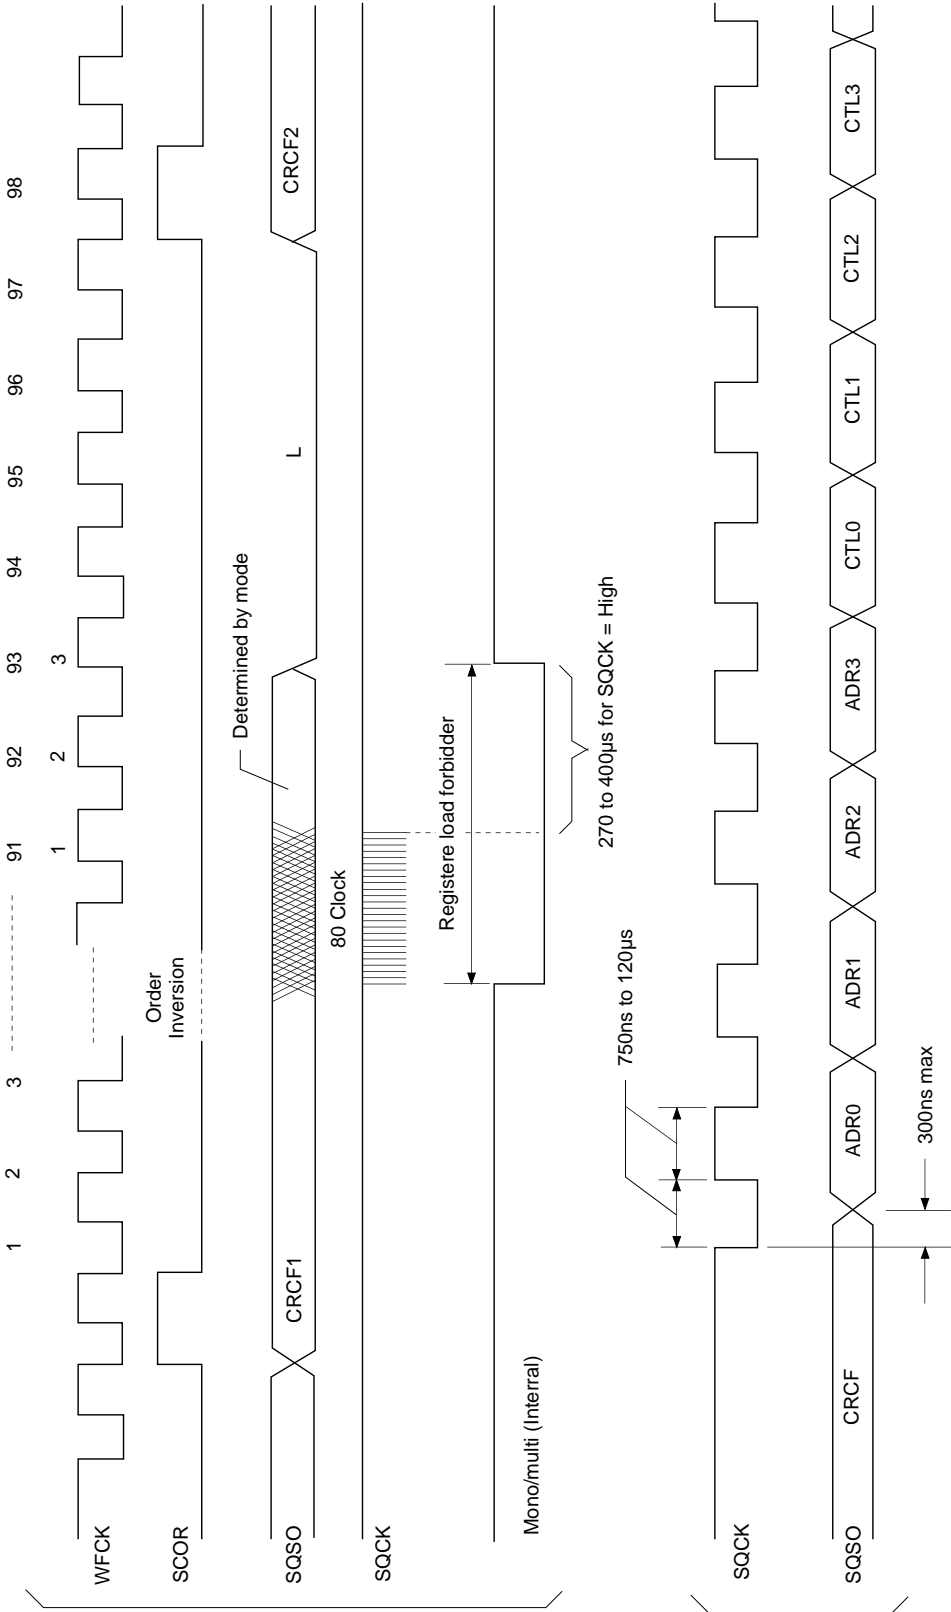 1 2 3 91 92 93 94 95 96 97 98
1 2 3
WFCK
SCOR
Order
Inversion
Determined by mode
SQSO
CRCF1
L
CRCF2
80 Clock
SQCK
Registere load forbidder
Mono/multi (Interral)
270 to 400µs for SQCK = High
750ns to 120µs
SQCK
SQSO
CRCF ADR0 ADR1 ADR2 ADR3 CTL0 CTL1 CTL2 CTL3
300ns max